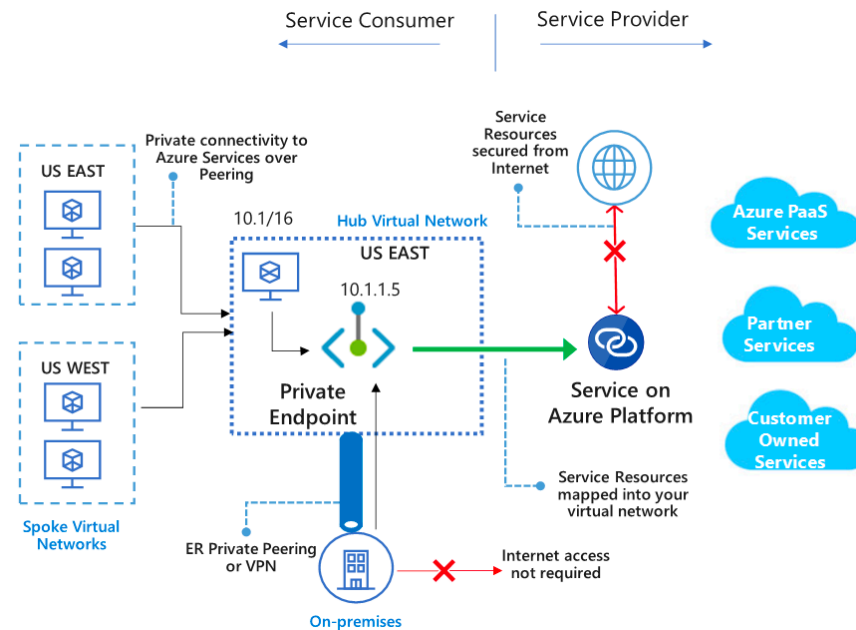 Service Consumer
Service Provider
Private connectivity to
Azure Services over
Peering
Service
Resources
secured from
Internet
US EAST
10.1/16
Hub Virtual Network
US EAST
10.1.1.5
Azure PaaS
Services
US WEST
Private
Endpoint
Service on
Azure Platform
Partner
Services
Customer
Owned
Services
Spoke Virtual
Networks
ER Private Peering
or VPN
Service Resources
mapped into your
virtual network
Internet access
not required
On-premises